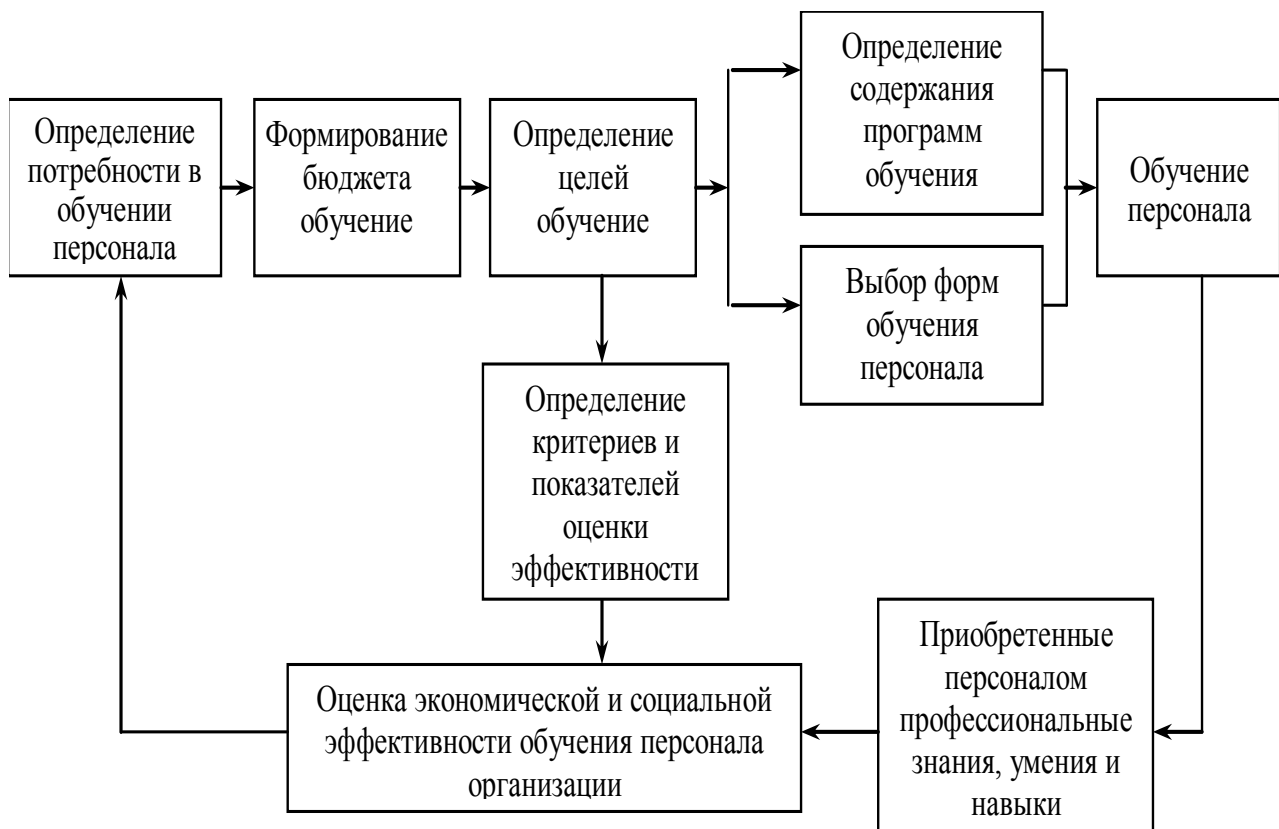 Определение
потребности в
обучении
персонала
Формирование
бюджета
обучение
Определение
целей
обучение
Определение
содержания
программ
обучения
Выбор форм
обучения
персонала
Обучение
персонала
Определение
критериев и
показателей
оценки
эффективности
Приобретенные
персоналом
профессиональные
знания, умения и
навыки
Оценка экономической и социальной
эффективности обучения персонала
организации